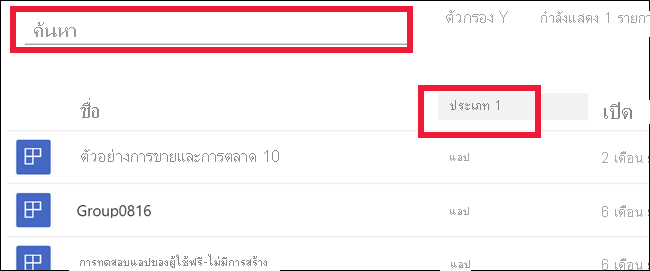 ค้นหา
ตัวกรอง Y กำลังแสดง 1 รายกา
ชื่อ ประเภท 1 เปิด
ตัวอย่างการขายและการตลาด 10 แอป 2 เดือน
Group0816 แอป 6 เดือน
การทดสอบแอปของผู้ใช้ฟรี-ไม่มีการสร้าง แอป 6 เดือน